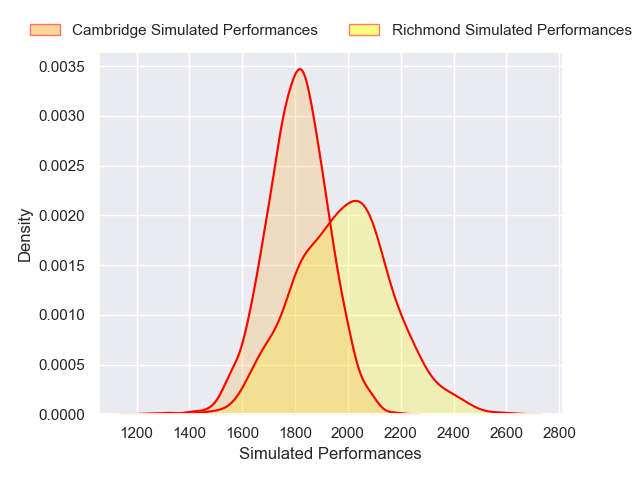 Cambridge Simulated Performances Richmond Simulated Performances
0.0035
0.0030
0.0025
0.0020
0.0015
0.0010
0.0005
0.0000
Density
1200 1400 1600 1800 2000 2200 2400 2600 2800
Simulated Performances